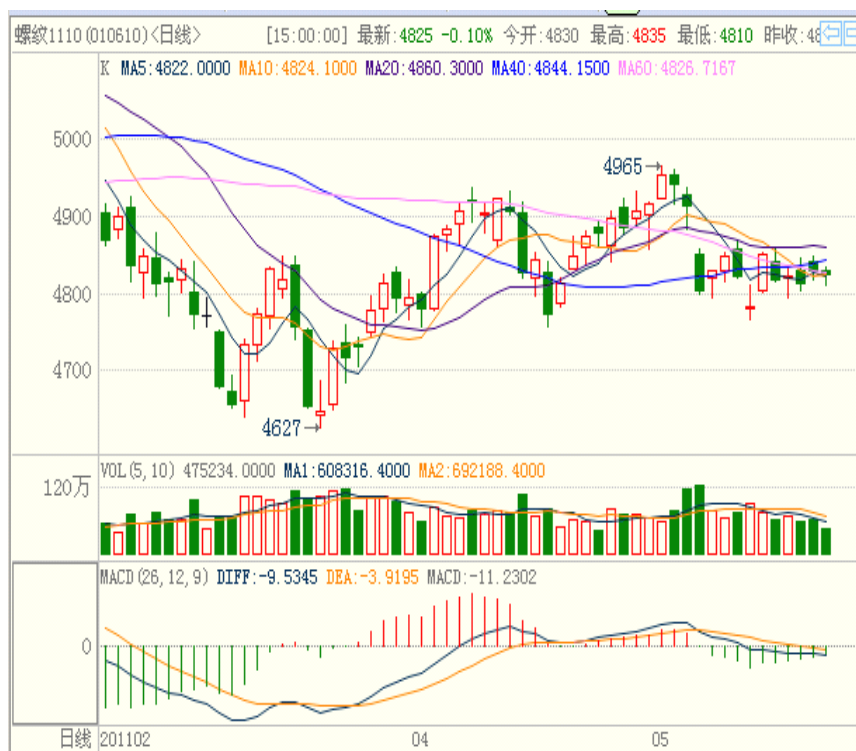 螺纹1110(010610)<日线> [15:00:00] 最新:4825 -0.10% 今开:4830 最高:4835 最低:4810 昨收:48
K MA5:4822.0000 MA10:4824.1000 MA20:4860.3000 MA40:4844.1500 MA60:4826.7167
5000
4965→
4900
4800
4700
4627→
VOL(5,10) 475234.0000 MA1:608316.4000 MA2:692188.4000
120万
MACD(26,12,9) DIFF:-9.5345 DEA:-3.9195 MACD:-11.2302
0
日线 201102 04 05